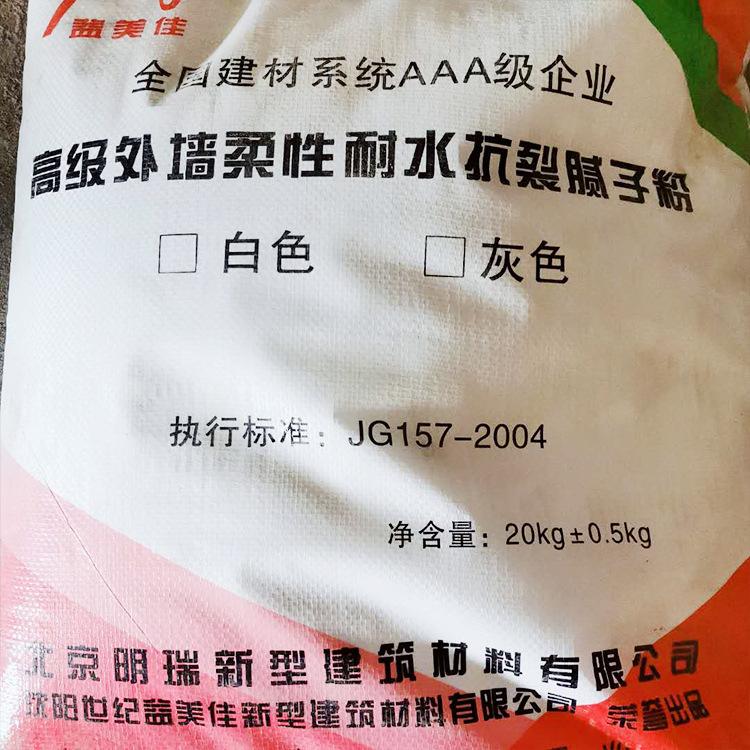 益美佳
全国建材系统AAA级企业
高级外墙柔性耐水抗裂腻子粉
□ 白色 □ 灰色
执行标准：JG157-2004
净含量：20kg±0.5kg
北京明瑞新型建筑材料有限公司
沈阳世纪益美佳新型建筑材料有限公司 荣誉出品